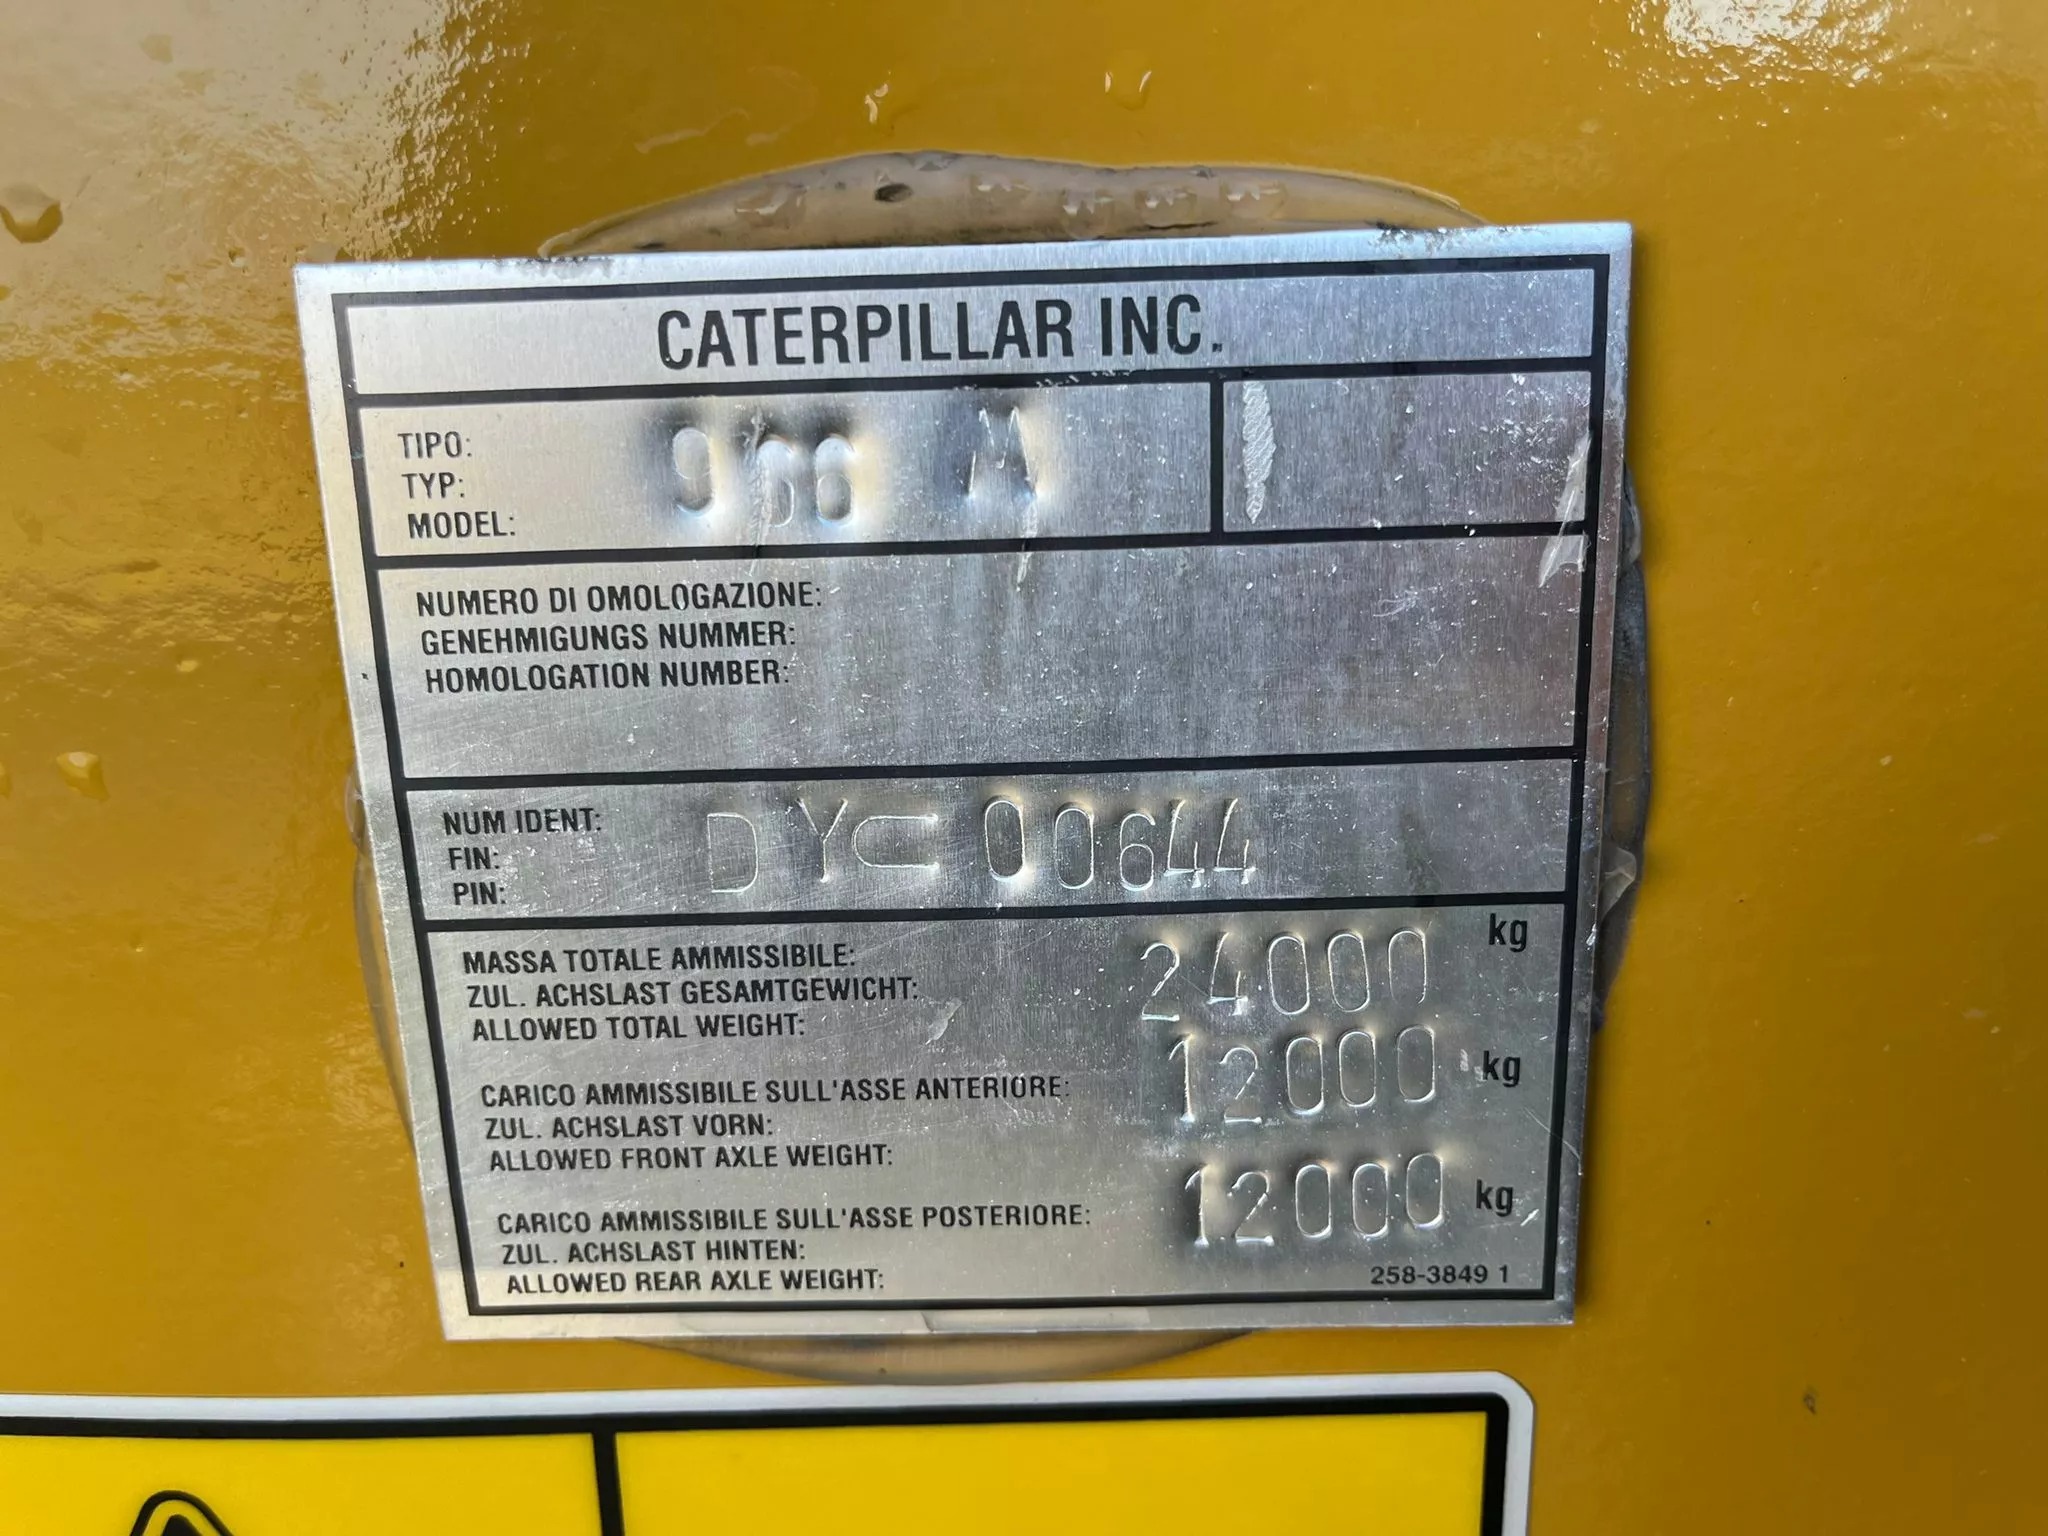 CATERPILLAR INC.
TIPO:
TYP:
MODEL:
966 M
NUMERO DI OMOLOGAZIONE:
GENEHMIGUNGS NUMMER:
HOMOLOGATION NUMBER:
NUM IDENT:
FIN:
PIN:
DYC00644
MASSA TOTALE AMMISSIBILE:
ZUL. ACHSLAST GESAMTGEWICHT:
ALLOWED TOTAL WEIGHT:
24000 kg
CARICO AMMISSIBILE SULL'ASSE ANTERIORE:
ZUL. ACHSLAST VORN:
ALLOWED FRONT AXLE WEIGHT:
12000 kg
CARICO AMMISSIBILE SULL'ASSE POSTERIORE:
ZUL. ACHSLAST HINTEN:
ALLOWED REAR AXLE WEIGHT:
12000 kg
258-3849 1